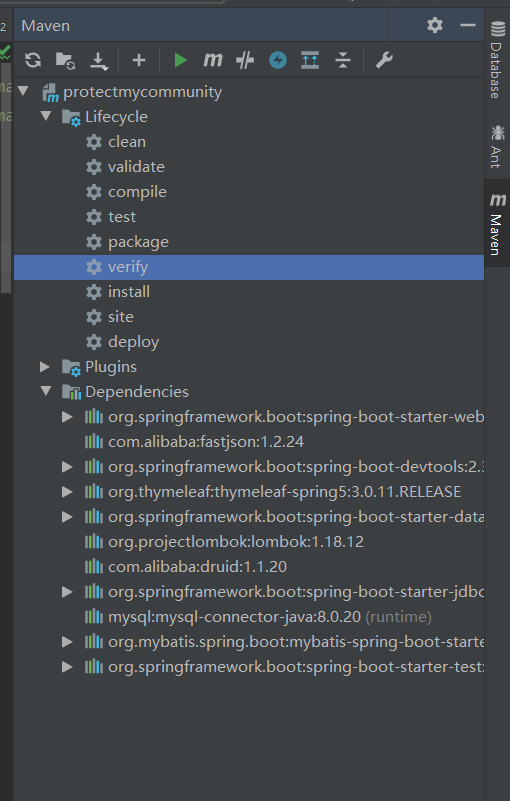 Maven
protectmycommunity
Lifecycle
clean
validate
compile
test
package
verify
install
site
deploy
Plugins
Dependencies
org.springframework.boot:spring-boot-starter-web
com.alibaba:fastjson:1.2.24
org.springframework.boot:spring-boot-devtools:2.3
org.thymeleaf:thymeleaf-spring5:3.0.11.RELEASE
org.springframework.boot:spring-boot-starter-data
org.projectlombok:lombok:1.18.12
com.alibaba:druid:1.1.20
org.springframework.boot:spring-boot-starter-jdbc
mysql:mysql-connector-java:8.0.20 (runtime)
org.mybatis.spring.boot:mybatis-spring-boot-starte
org.springframework.boot:spring-boot-starter-test:
Database
Ant
Maven
2